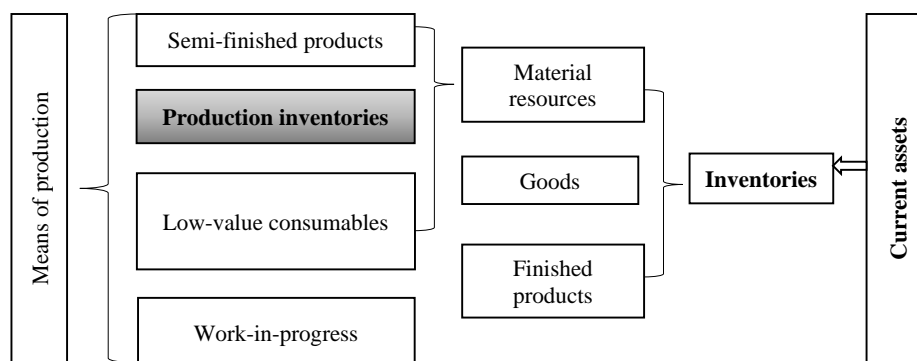 Means of production
Semi-finished products
Production inventories
Low-value consumables
Work-in-progress
Material
resources
Goods
Finished
products
Inventories
Current assets